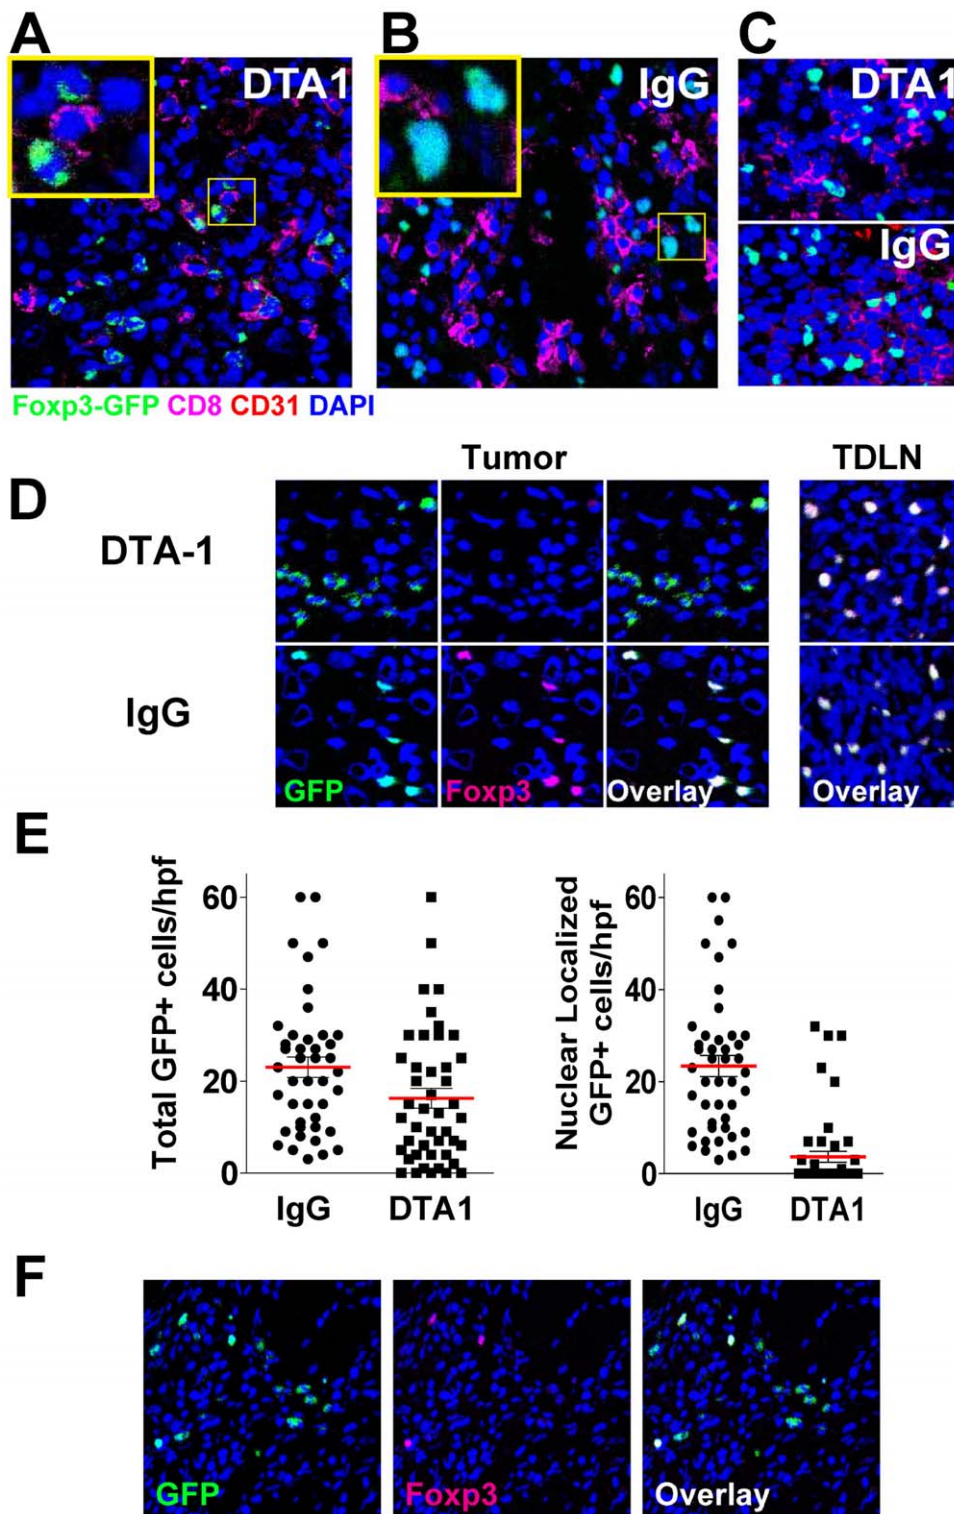 A
B
C
DTA1
IgG
DTA1
IgG
Foxp3-GFP CD8 CD31 DAPI
Tumor
TDLN
D
DTA-1
IgG
GFP
Foxp3
Overlay
Overlay
E
Total GFP+ cells/hpf
60
40
20
0
IgG
DTA1
Nuclear Localized
GFP+ cells/hpf
60
40
20
0
IgG
DTA1
F
GFP
Foxp3
Overlay